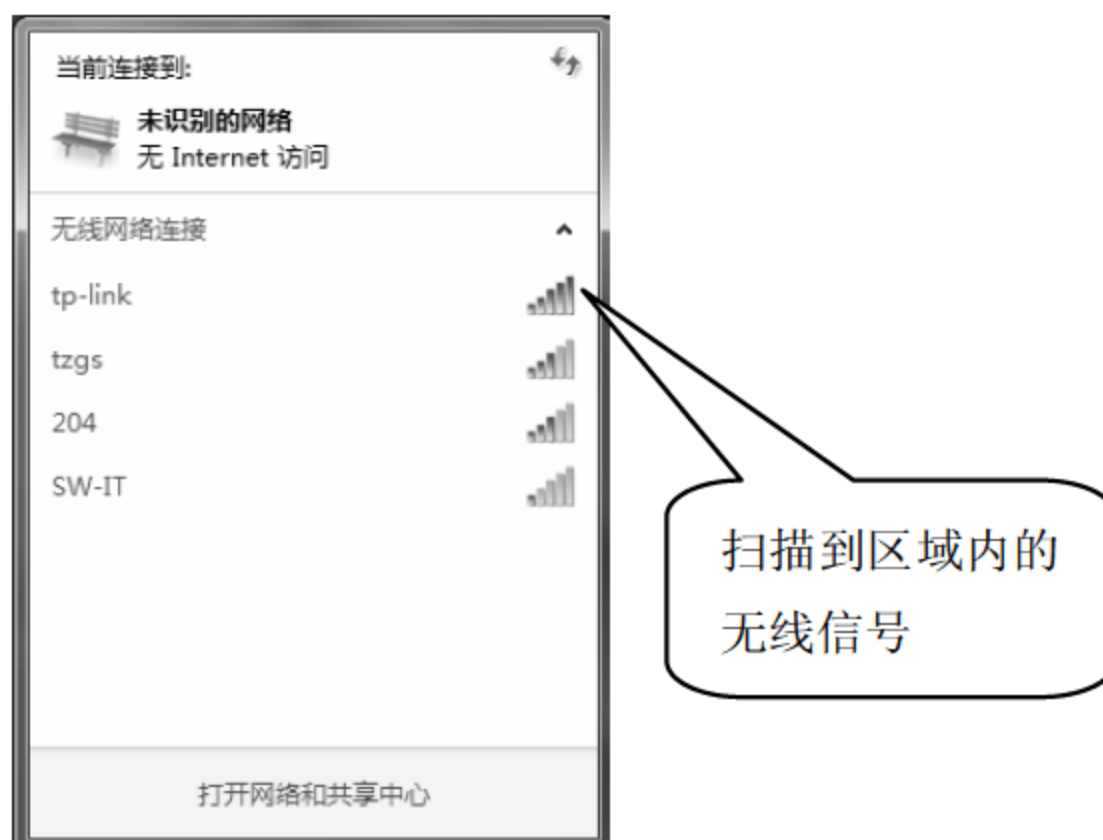 当前连接到:
未识别的网络
无 Internet 访问
无线网络连接
tp-link
tzgs
204
SW-IT
扫描到区域内的
无线信号
打开网络和共享中心